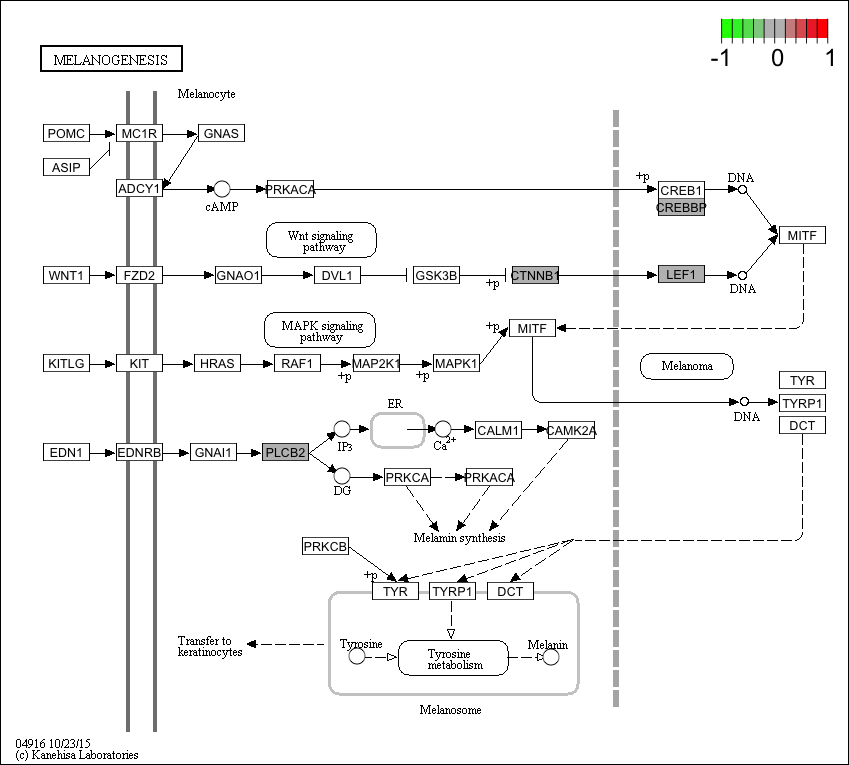 -1 0 1
MELANOGENESIS
Melanocyte
POMC MC1R GNAS
ASIP
ADCY1 cAMP PRKACA +p CREB1 DNA
CREBBP
MITF
Wnt signaling
pathway
WNT1 FZD2 GNAO1 DVL1 GSK3B +p CTNNB1 LEF1 DNA
MAPK signaling
pathway
+p MITF
KITLG KIT HRAS RAF1 +p MAP2K1 +p MAPK1
Melanoma
TYR
DNA TYRP1
DCT
ER
IP3 Ca2+ CALM1 CAMK2A
EDN1 EDNRB GNAI1 PLCB2
DG PRKCA PRKACA
Melamin synthesis
PRKCB
+p TYR TYRP1 DCT
Transfer to
keratinocytes
Tyrosine Melanin
Tyrosine
metabolism
Melanosome
04916 10/23/15
(c) Kanehisa Laboratories